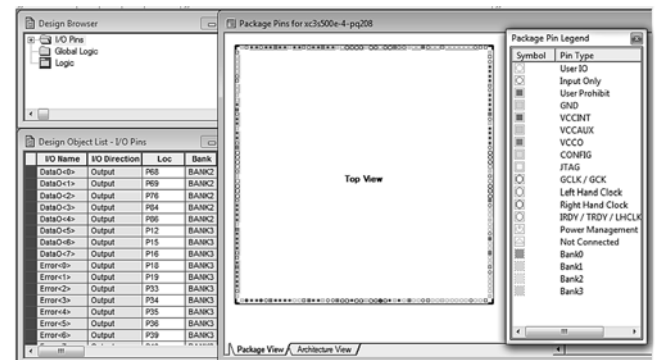 Design Browser
I/O Pins
Global Logic
Logic
Design Object List - I/O Pins
I/O Name I/O Direction Loc Bank
DataO<0> Output P68 BANK2
DataO<1> Output P69 BANK2
DataO<2> Output P76 BANK2
DataO<3> Output P84 BANK2
DataO<4> Output P86 BANK2
DataO<5> Output P12 BANK3
DataO<6> Output P15 BANK3
DataO<7> Output P16 BANK3
Error<0> Output P18 BANK3
Error<1> Output P19 BANK3
Error<2> Output P33 BANK3
Error<3> Output P34 BANK3
Error<4> Output P35 BANK3
Error<5> Output P36 BANK3
Error<6> Output P39 BANK3
Package Pins for xc3s500e-4-pq208
Top View
Package View Architecture View
Package Pin Legend
Symbol Pin Type
User IO
Input Only
User Prohibit
GND
VCCINT
VCCAUX
VCCO
CONFIG
JTAG
GCLK / GCK
Left Hand Clock
Right Hand Clock
IRDY / TRDY / LHCLK
Power Management
Not Connected
Bank0
Bank1
Bank2
Bank3